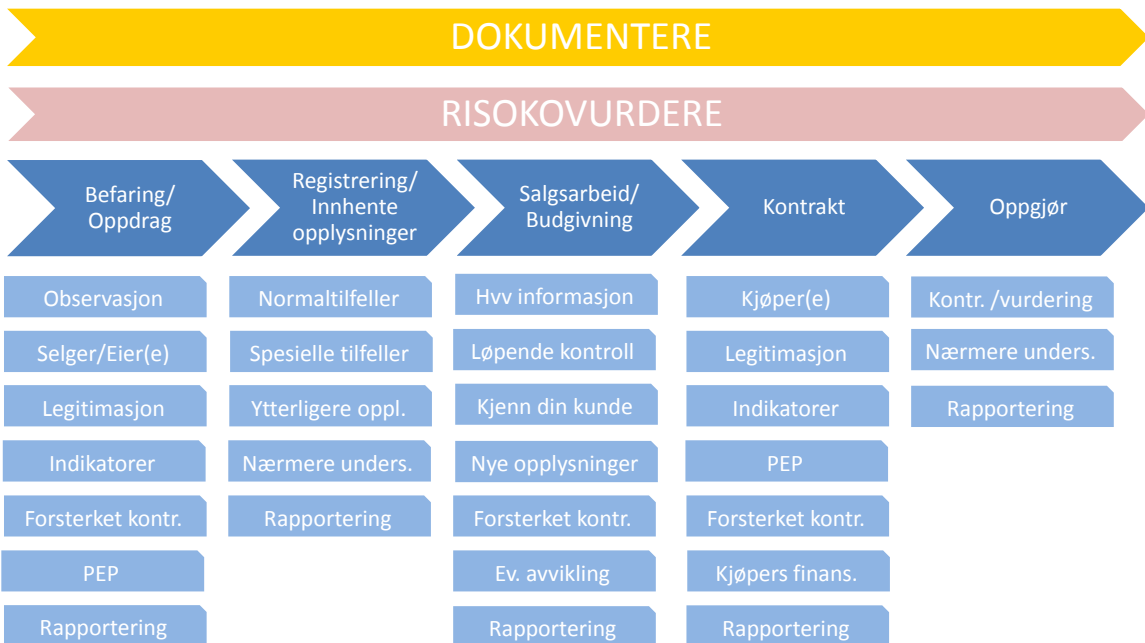 DOKUMENTERE
RISOKOVURDERE
Befaring/
Oppdrag
Registrering/
Innhente
opplysninger
Salgsarbeid/
Budgivning
Kontrakt
Oppgjør
Observasjon
Selger/Eier(e)
Legitimasjon
Indikatorer
Forsterket kontr.
PEP
Rapportering
Normaltilfeller
Spesielle tilfeller
Ytterligere oppl.
Nærmere unders.
Rapportering
Hvv informasjon
Løpende kontroll
Kjenn din kunde
Nye opplysninger
Forsterket kontr.
Ev. avvikling
Rapportering
Kjøper(e)
Legitimasjon
Indikatorer
PEP
Forsterket kontr.
Kjøpers finans.
Rapportering
Kontr. /vurdering
Nærmere unders.
Rapportering